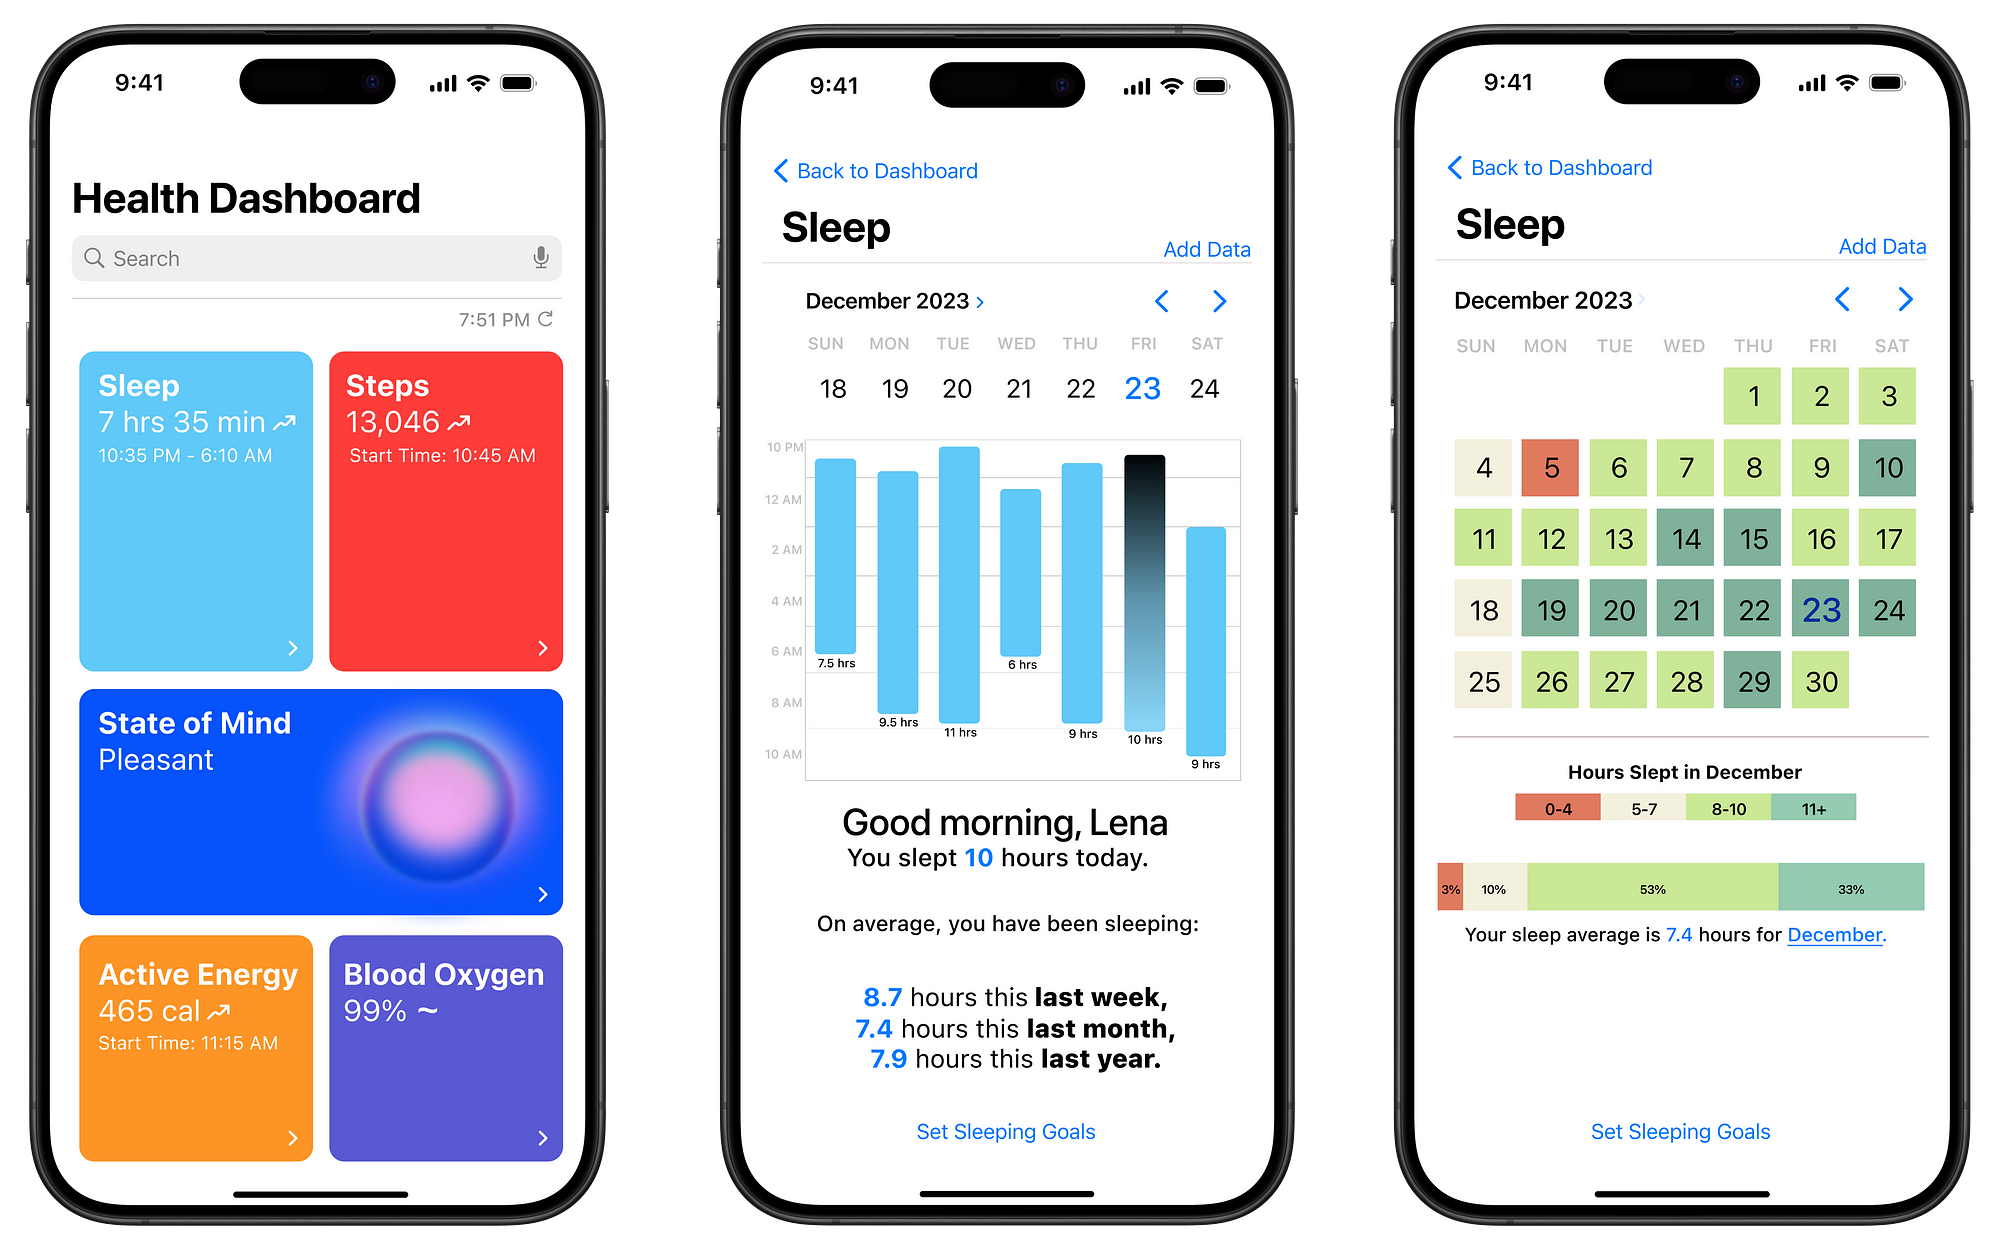 9:41
Health Dashboard
Search
7:51 PM
Sleep
7 hrs 35 min
10:35 PM - 6:10 AM
Steps
13,046
Start Time: 10:45 AM
State of Mind
Pleasant
Active Energy
465 cal
Start Time: 11:15 AM
Blood Oxygen
99% ~
9:41
Back to Dashboard
Sleep
Add Data
December 2023 >
SUN MON TUE WED THU FRI SAT
18 19 20 21 22 23 24
10 PM
12 AM
2 AM
4 AM
6 AM
8 AM
10 AM
7.5 hrs
9.5 hrs
11 hrs
6 hrs
9 hrs
10 hrs
9 hrs
Good morning, Lena
You slept 10 hours today.
On average, you have been sleeping:
8.7 hours this last week,
7.4 hours this last month,
7.9 hours this last year.
Set Sleeping Goals
9:41
Back to Dashboard
Sleep
Add Data
December 2023
SUN MON TUE WED THU FRI SAT
1 2 3
4 5 6 7 8 9 10
11 12 13 14 15 16 17
18 19 20 21 22 23 24
25 26 27 28 29 30
Hours Slept in December
0-4 5-7 8-10 11+
3% 10% 53% 33%
Your sleep average is 7.4 hours for December.
Set Sleeping Goals